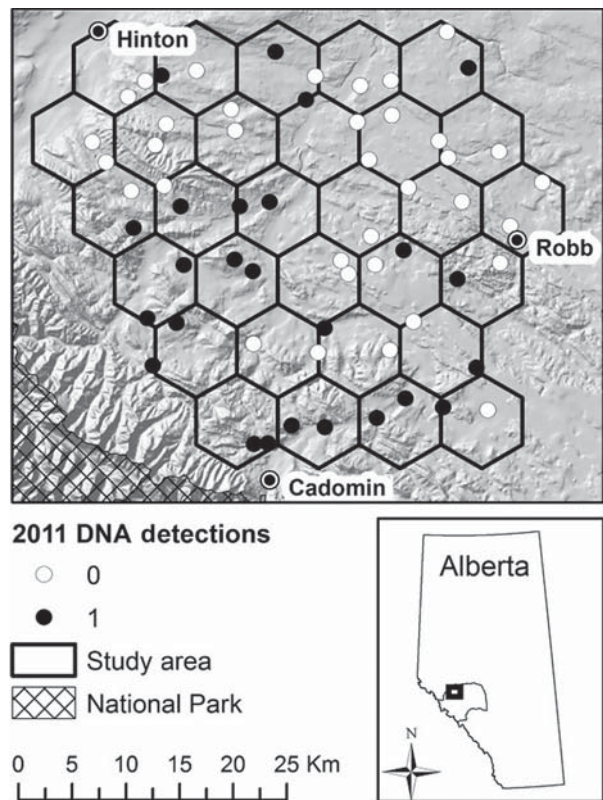 Hinton
Robb
Cadomin
2011 DNA detections
0
1
Study area
National Park
0 5 10 15 20 25 Km
Alberta
N